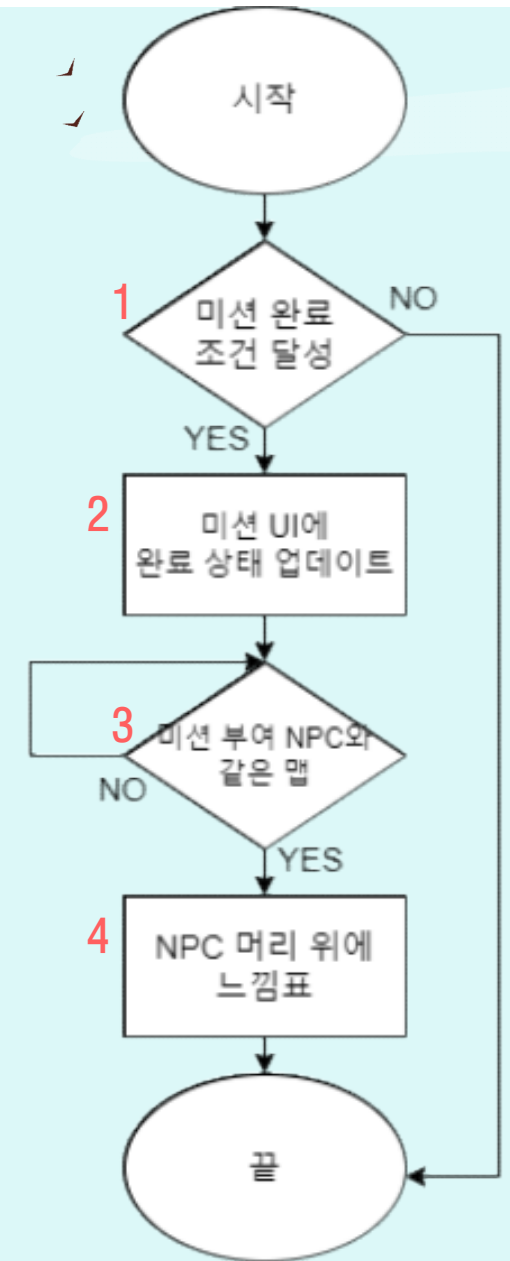 시작
1
미션 완료
조건 달성
NO
YES
2
미션 UI에
완료 상태 업데이트
3
미션 부여 NPC와
같은 맵
NO
YES
4
NPC 머리 위에
느낌표
끝